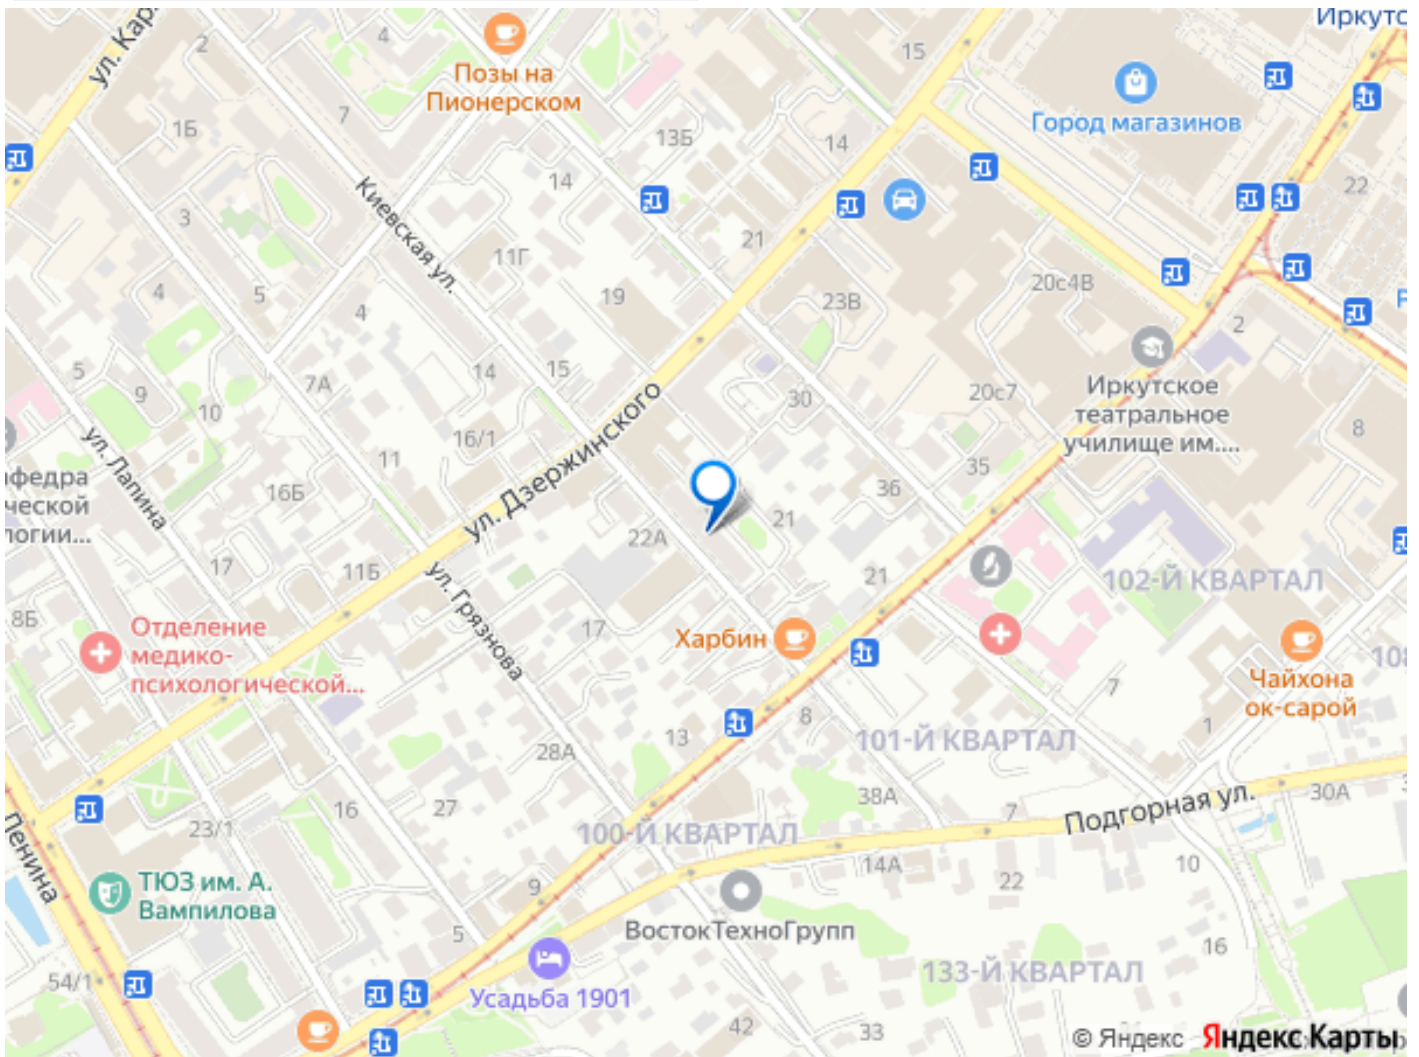 Иркутс
ул. Кар
2
4
15
Позы на
Пионерском
7
1Б
13Б
14
Город магазинов
14
22
Киевская ул.
3
11Г
21
4
5
4
19
23В
20с4В
2
5
9
10
7А
14
15
30
20с7
Иркутское
театральное
училище им....
ул. Дзержинского
16/1
8
ул. Лапина
11
35
афедра
ческой
логии...
16Б
36
21
22А
17
11Б
ул. Грязнова
21
102-Й КВАРТАЛ
8Б
Отделение
медико-
психологической...
17
Харбин
Чайхона
ок-сарой
108
7
8
1
13
101-Й КВАРТАЛ
28А
38А
7
Подгорная ул.
30А
16
27
23/1
100-Й КВАРТАЛ
14А
10
22
Ленина
ТЮЗ им. А.
Вампилова
9
ВостокТехноГрупп
5
16
54/1
133-Й КВАРТАЛ
Усадьба 1901
42
33
© Яндекс Яндекс Карты